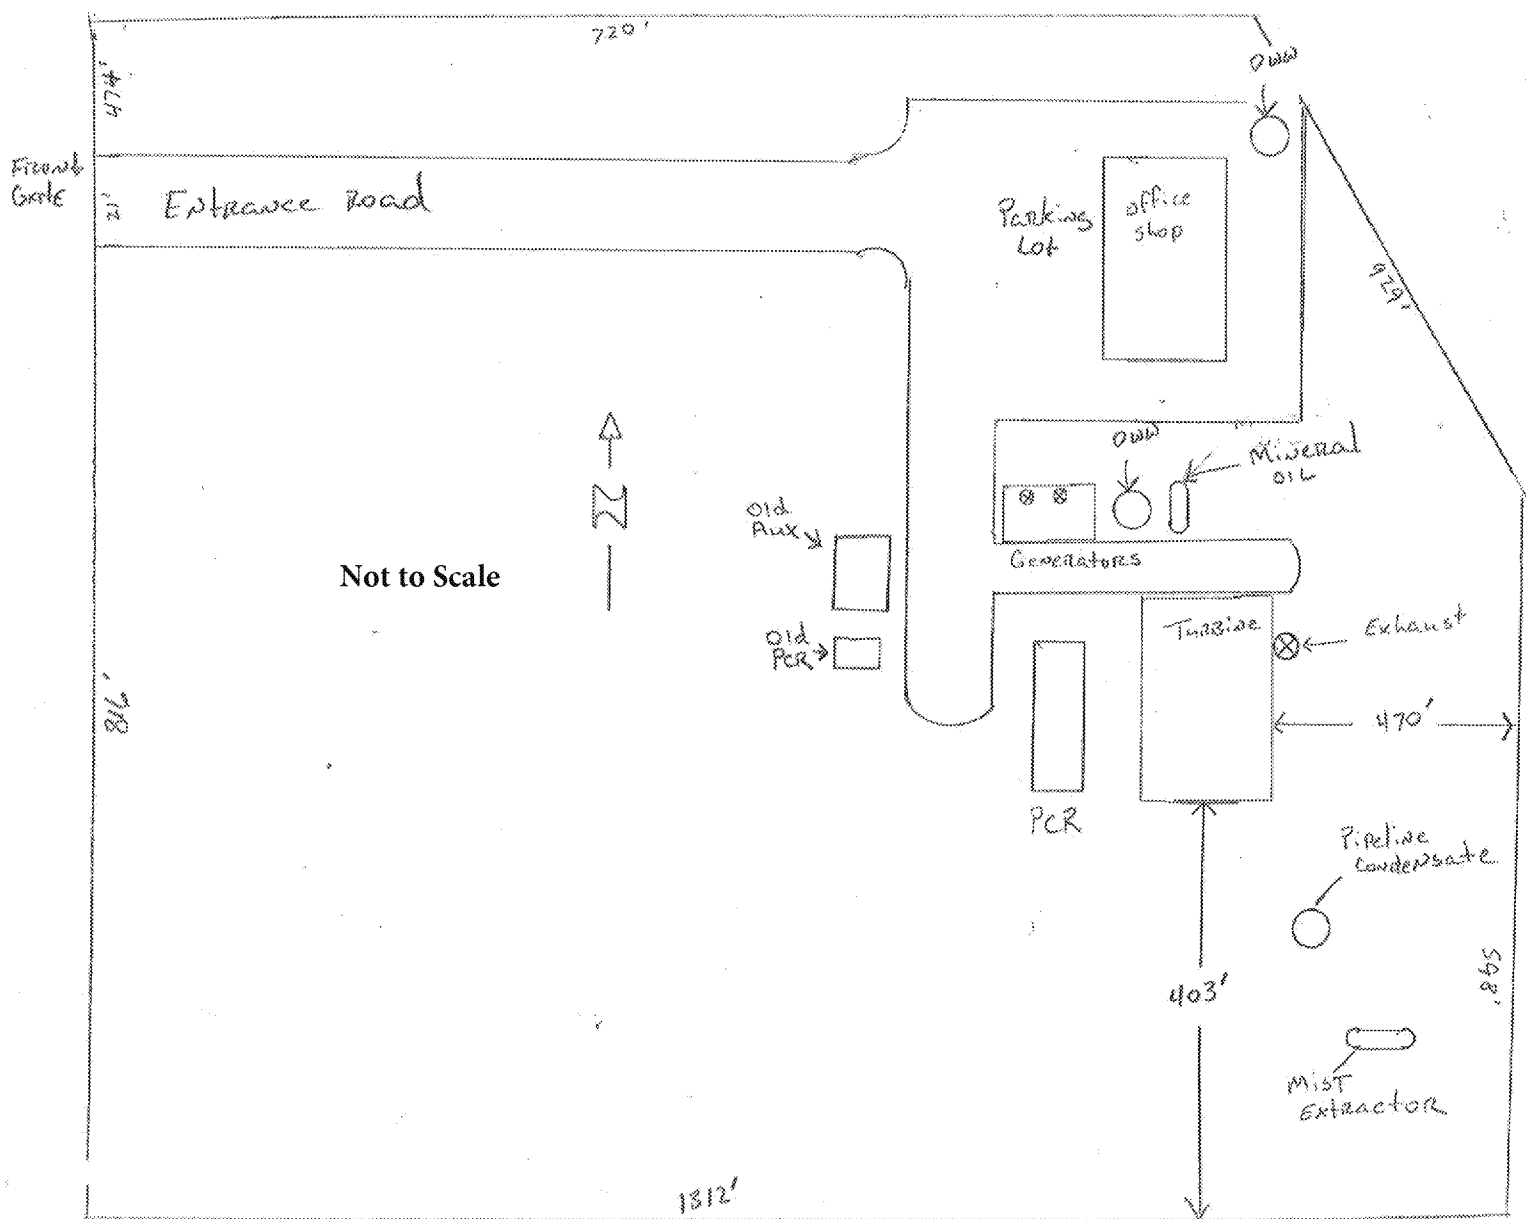 720'
474'
OWW
Front
Gate
21'
Entrance Road
Parking
Lot
office
shop
929'
OWW
Mineral
OIL
Old
Aux
Generators
N
Not to Scale
Turbine
Exhaust
Old
PCR
470'
PCR
Pipeline
Condensate
403'
598'
Mist
Extractor
1312'